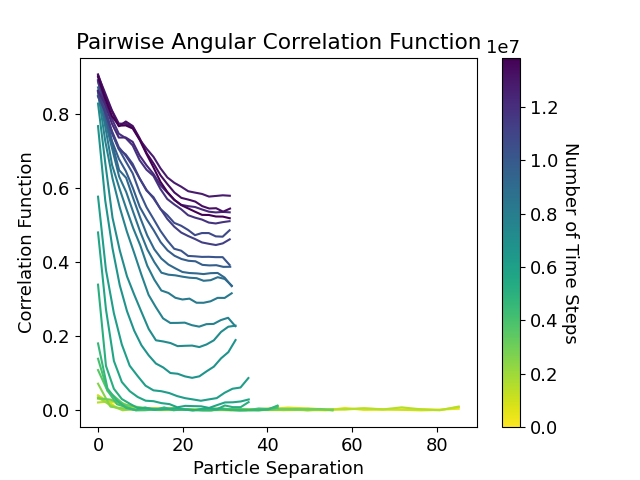 Pairwise Angular Correlation Function
1e7
0.8
0.6
0.4
0.2
0.0
Correlation Function
0 20 40 60 80
Particle Separation
1.2
1.0
0.8
0.6
0.4
0.2
0.0
Number of Time Steps